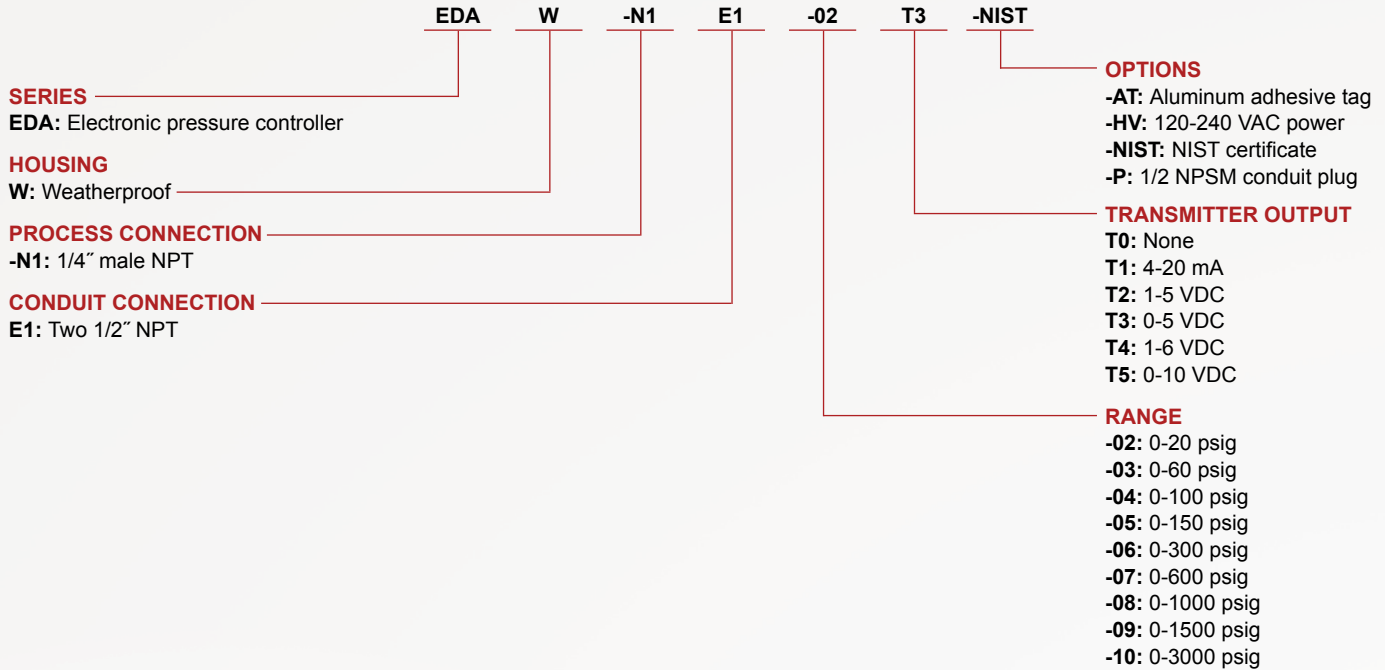 EDA W -N1 E1 -02 T3 -NIST
SERIES
EDA: Electronic pressure controller
HOUSING
W: Weatherproof
PROCESS CONNECTION
-N1: 1/4˝ male NPT
CONDUIT CONNECTION
E1: Two 1/2˝ NPT
OPTIONS
-AT: Aluminum adhesive tag
-HV: 120-240 VAC power
-NIST: NIST certificate
-P: 1/2 NPSM conduit plug
TRANSMITTER OUTPUT
T0: None
T1: 4-20 mA
T2: 1-5 VDC
T3: 0-5 VDC
T4: 1-6 VDC
T5: 0-10 VDC
RANGE
-02: 0-20 psig
-03: 0-60 psig
-04: 0-100 psig
-05: 0-150 psig
-06: 0-300 psig
-07: 0-600 psig
-08: 0-1000 psig
-09: 0-1500 psig
-10: 0-3000 psig